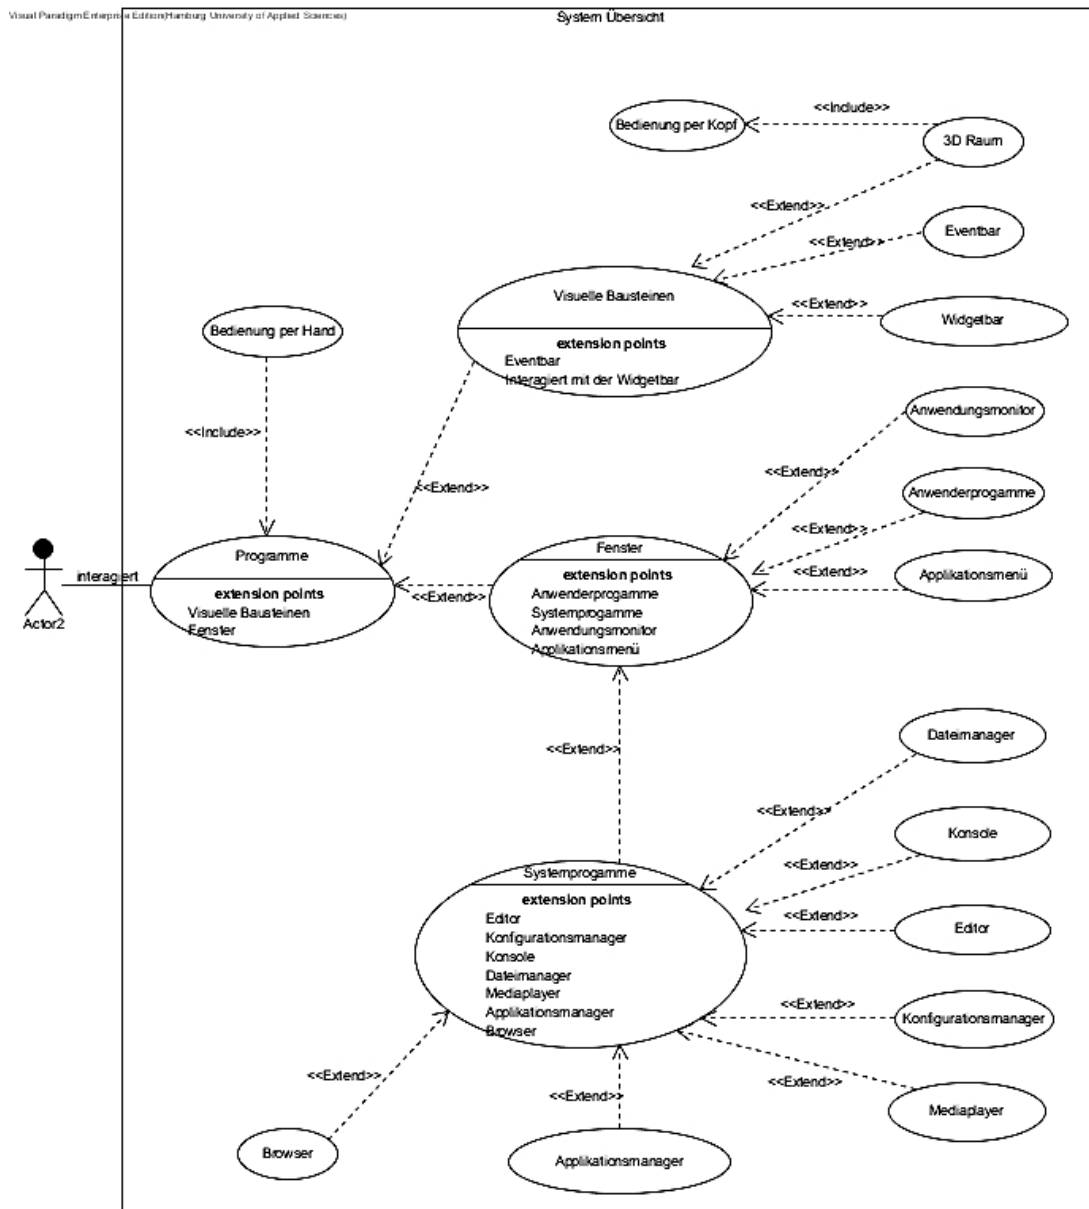 Visual Paradigm Enterprise Edition(Hamburg University of Applied Sciences)
System Übersicht
<<Include>>
Bedienung per Kopf
3D Raum
<<Extend>>
Eventbar
<<Extend>>
Visuelle Bausteinen
<<Extend>>
Widgetbar
extension points
Eventbar
Interagiert mit der Widgetbar
Bedienung per Hand
Anwendungsmonitor
<<Include>>
<<Extend>>
<<Extend>>
Anwenderprogamme
<<Extend>>
Programme
Fenster
<<Extend>>
Applikationsmenü
interagiert
extension points
Visuelle Bausteinen
Fenster
<<Extend>>
extension points
Anwenderprogamme
Systemprogamme
Anwendungsmonitor
Applikationsmenü
Actor2
<<Extend>>
Dateimanager
<<Extend>>
Konsole
<<Extend>>
Systemprogamme
extension points
Editor
Konfigurationsmanager
Konsole
Dateimanager
Mediaplayer
Applikationsmanager
Browser
<<Extend>>
Editor
<<Extend>>
Konfigurationsmanager
<<Extend>>
<<Extend>>
<<Extend>>
Mediaplayer
Browser
Applikationsmanager